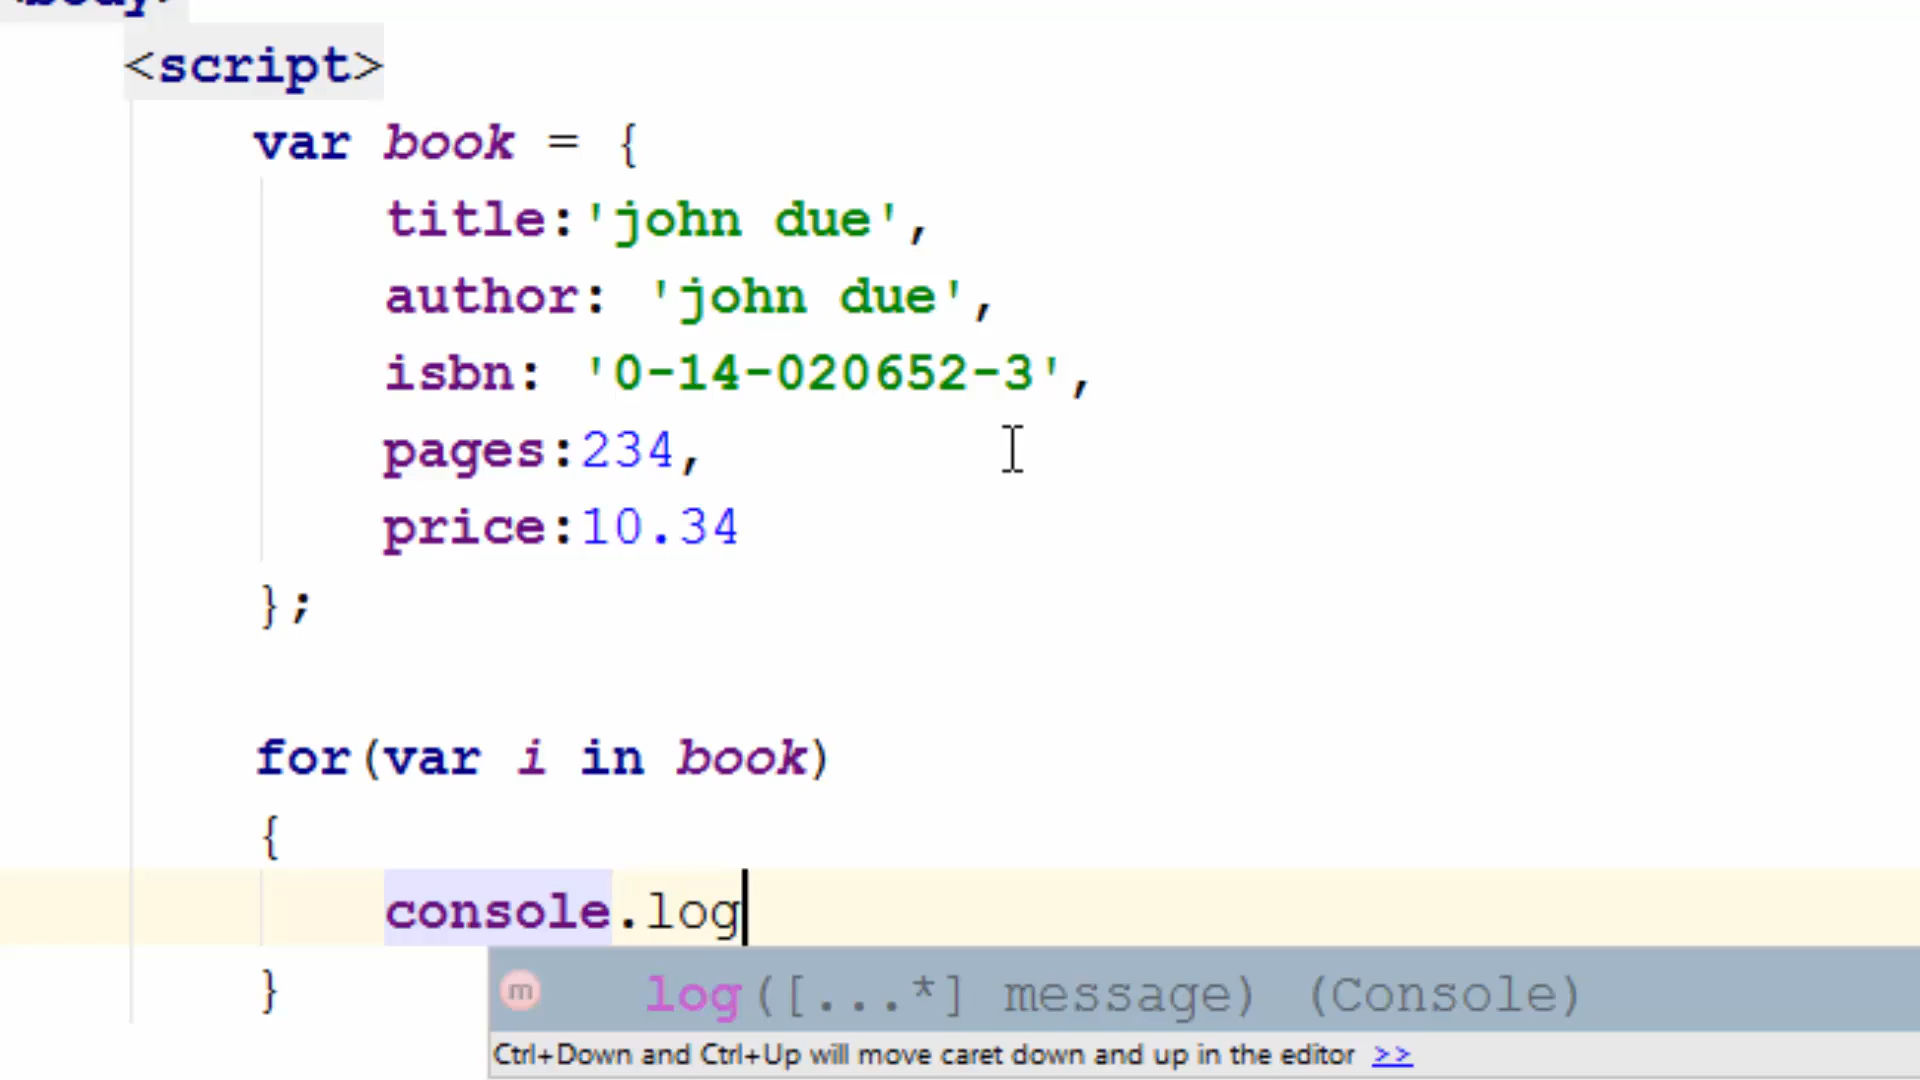 <body>
<script>
var book = {
title:'john due',
author: 'john due',
isbn: '0-14-020652-3',
pages:234,
price:10.34
};
for(var i in book)
{
console.log
}
m log([...*] message) (Console)
Ctrl+Down and Ctrl+Up will move caret down and up in the editor >>